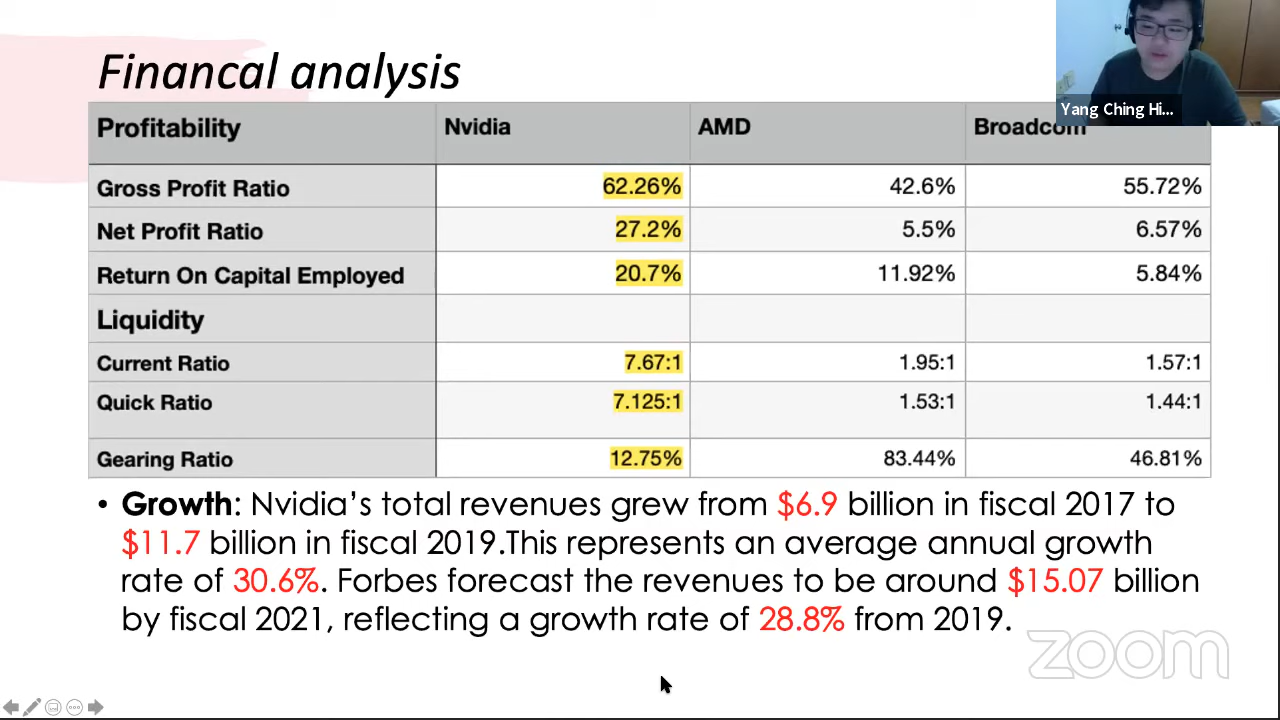 Financal analysis
Yang Ching Hi...
Profitability Nvidia AMD Broadcom
Gross Profit Ratio 62.26% 42.6% 55.72%
Net Profit Ratio 27.2% 5.5% 6.57%
Return On Capital Employed 20.7% 11.92% 5.84%
Liquidity
Current Ratio 7.67:1 1.95:1 1.57:1
Quick Ratio 7.125:1 1.53:1 1.44:1
Gearing Ratio 12.75% 83.44% 46.81%
• Growth: Nvidia’s total revenues grew from $6.9 billion in fiscal 2017 to
$11.7 billion in fiscal 2019.This represents an average annual growth
rate of 30.6%. Forbes forecast the revenues to be around $15.07 billion
by fiscal 2021, reflecting a growth rate of 28.8% from 2019.
zoom